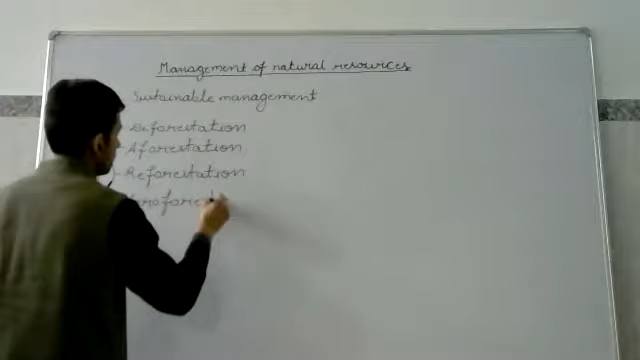 Management of natural resources
Sustainable management
Deforestation
Aforestation
Reforestation